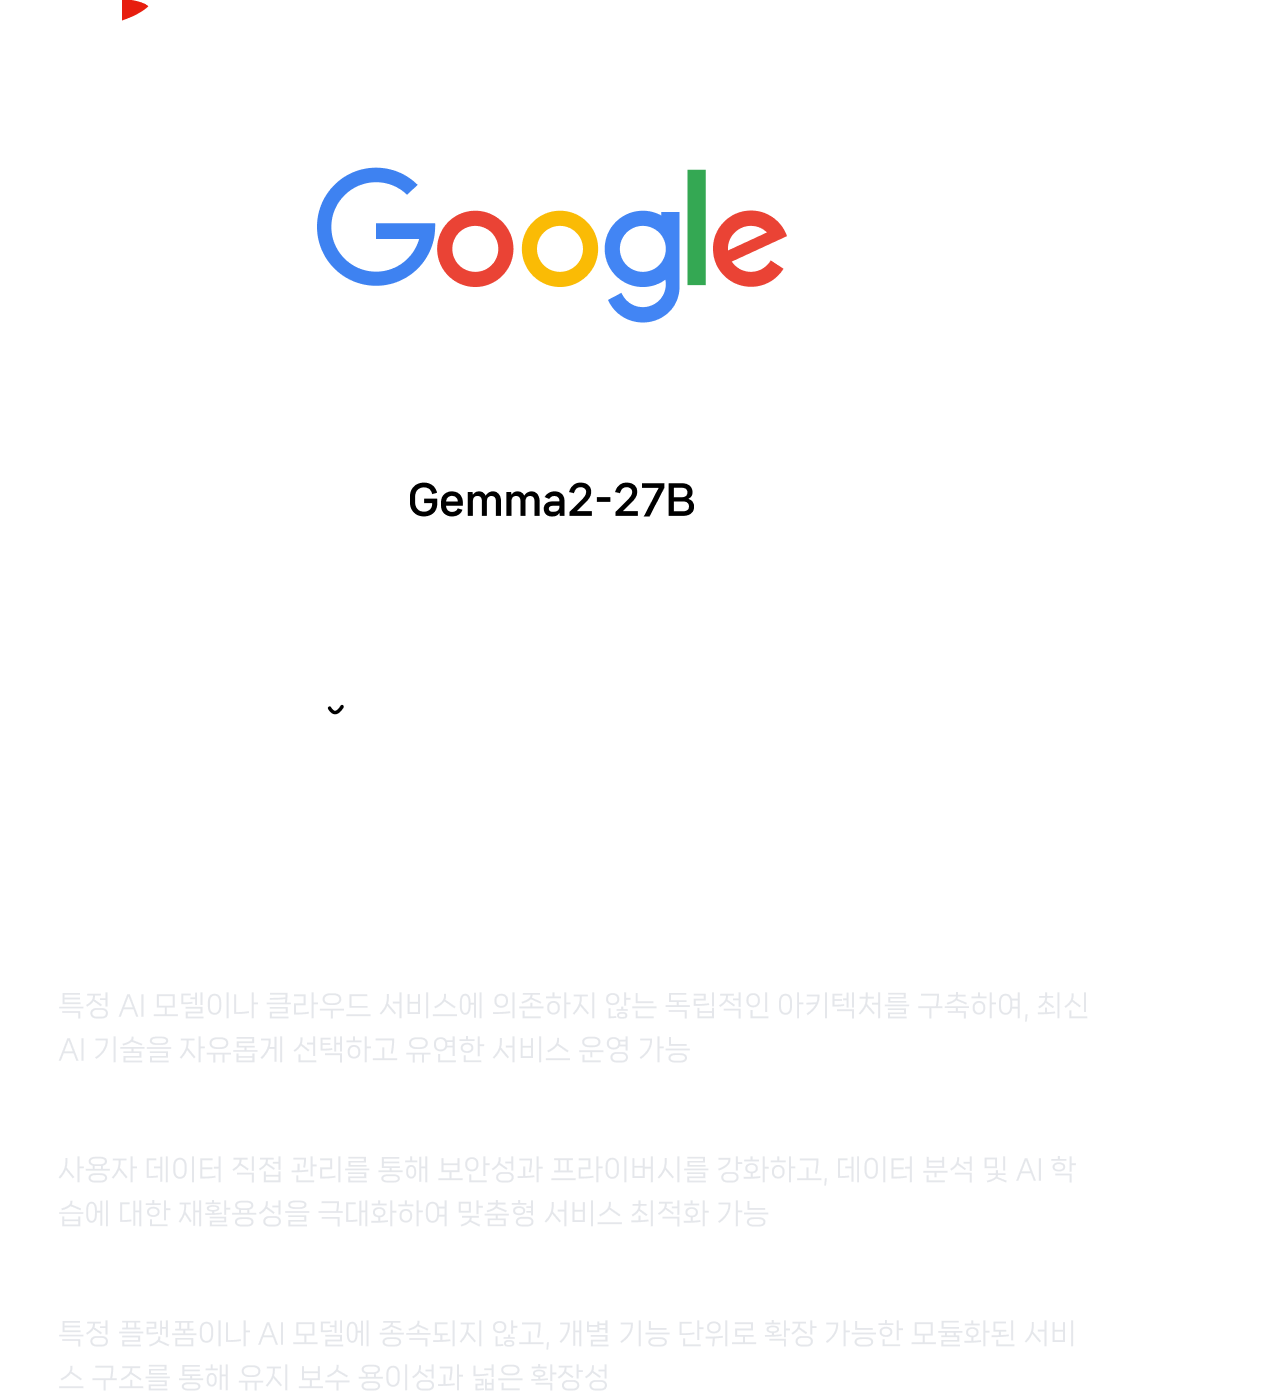 Google
Gemma2-27B
특정 AI 모델이나 클라우드 서비스에 의존하지 않는 독립적인 아키텍처를 구축하여, 최신
AI 기술을 자유롭게 선택하고 유연한 서비스 운영 가능
사용자 데이터 직접 관리를 통해 보안성과 프라이버시를 강화하고, 데이터 분석 및 AI 학
습에 대한 재활용성을 극대화하여 맞춤형 서비스 최적화 가능
특정 플랫폼이나 AI 모델에 종속되지 않고, 개별 기능 단위로 확장 가능한 모듈화된 서비
스 구조를 통해 유지 보수 용이성과 넓은 확장성